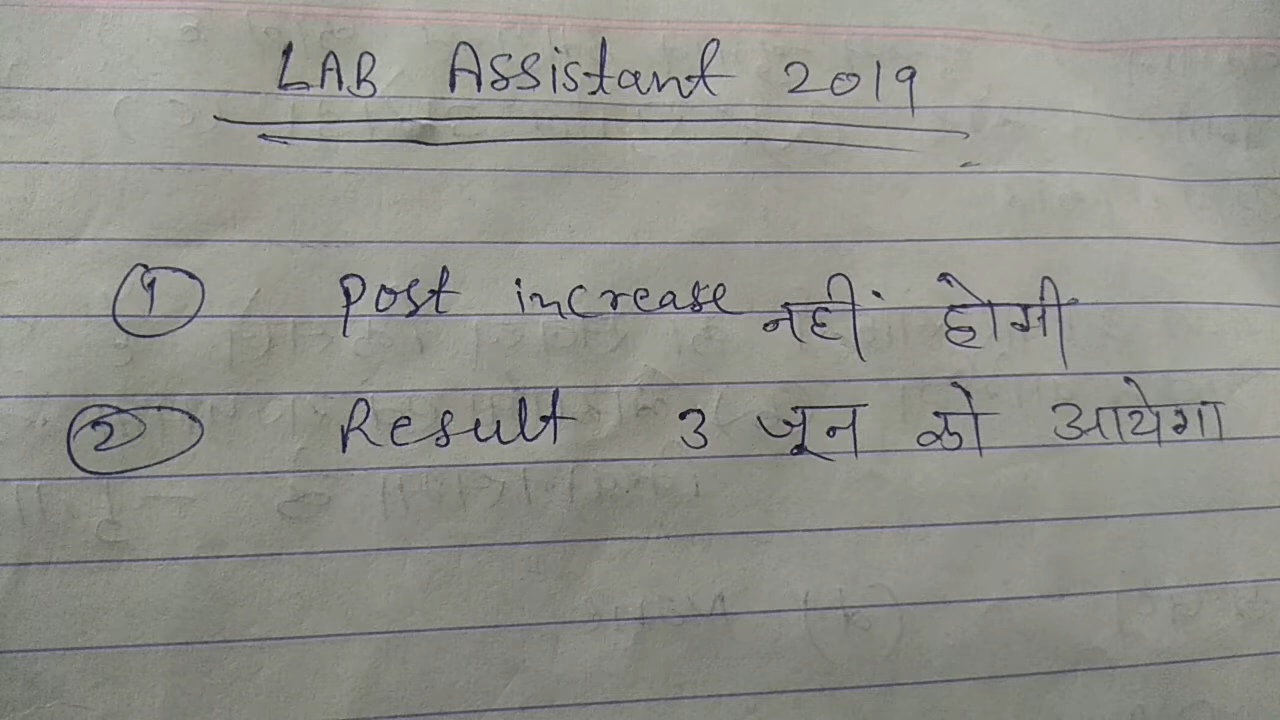 LAB Assistant 2019
① Post increase नहीं होगी
② Result 3 जून को आयेगा